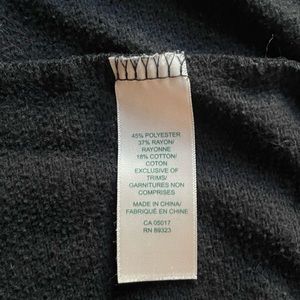 45% POLYESTER
37% RAYON/
RAYONNE
18% COTTON/
COTON
EXCLUSIVE OF
TRIMS/
GARNITURES NON
COMPRISES
MADE IN CHINA/
FABRIQUÉ EN CHINE
CA 05017
RN 89323